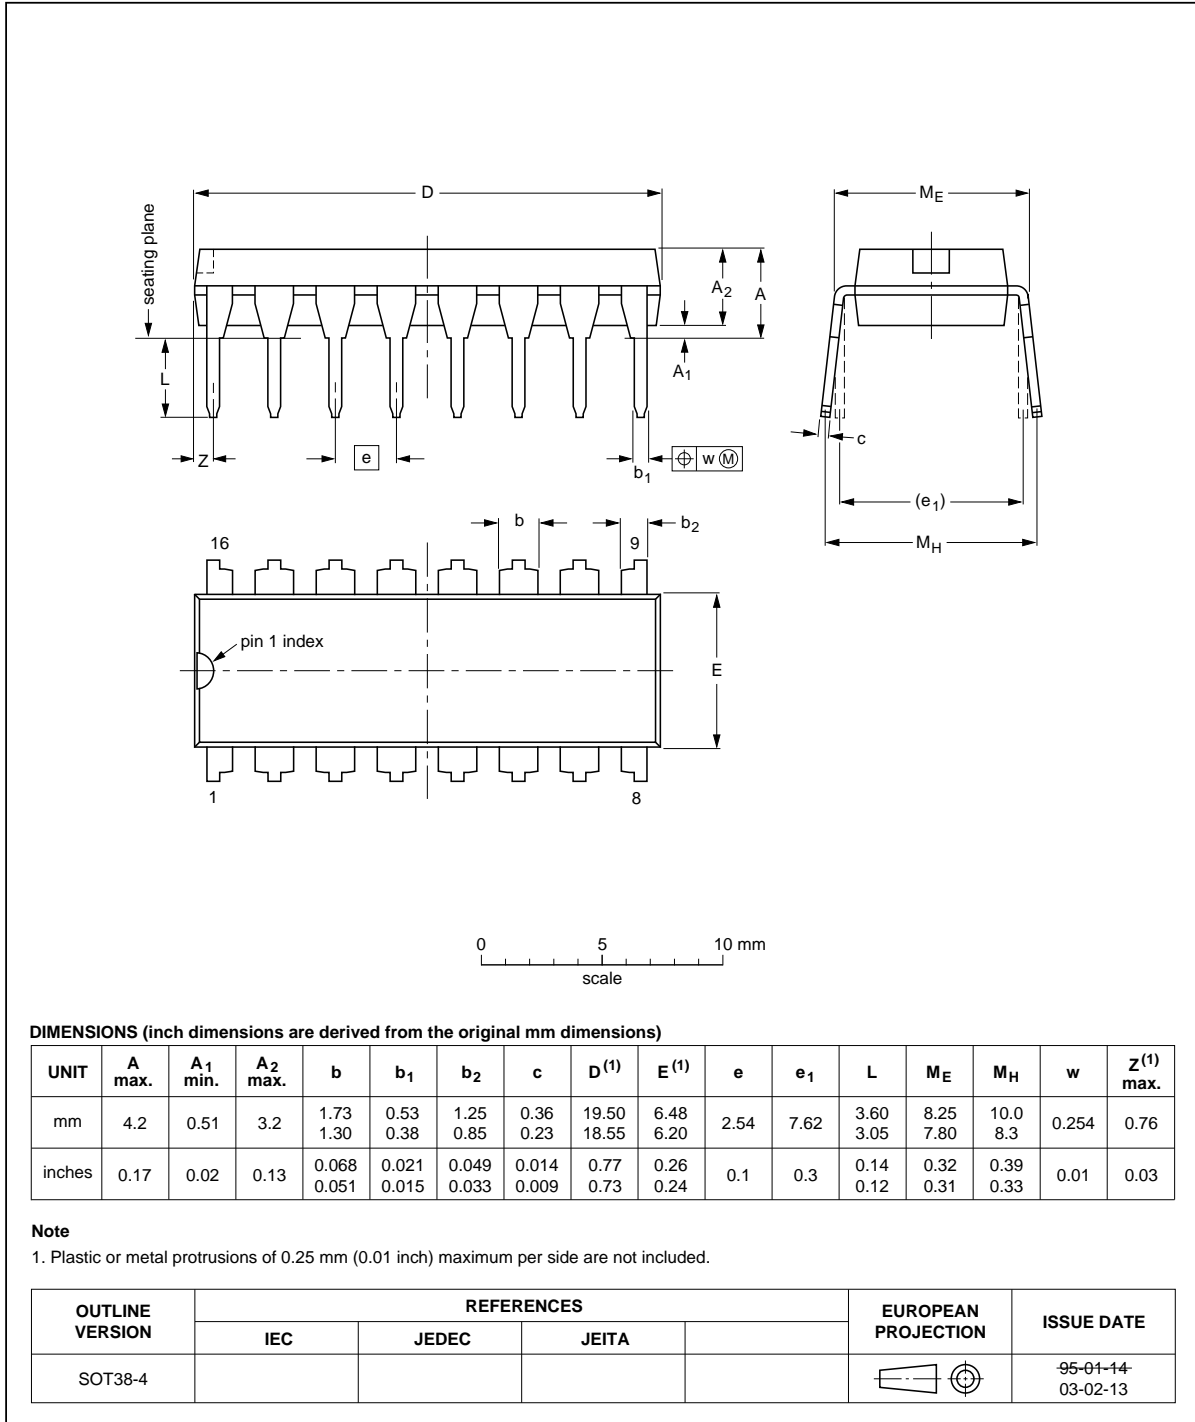 D
M_E
seating plane
A_2
A
L
A_1
c
Z
e
b_1
w M
(e_1)
M_H
b
b_2
16
9
pin 1 index
E
1
8
0 5 10 mm
scale
DIMENSIONS (inch dimensions are derived from the original mm dimensions)
UNIT A max. A1 min. A2 max. b b1 b2 c D(1) E(1) e e1 L ME MH w Z(1) max.
mm 4.2 0.51 3.2 1.73 1.30 0.53 0.38 1.25 0.85 0.36 0.23 19.50 18.55 6.48 6.20 2.54 7.62 3.60 3.05 8.25 7.80 10.0 8.3 0.254 0.76
inches 0.17 0.02 0.13 0.068 0.051 0.021 0.015 0.049 0.033 0.014 0.009 0.77 0.73 0.26 0.24 0.1 0.3 0.14 0.12 0.32 0.31 0.39 0.33 0.01 0.03
Note
1. Plastic or metal protrusions of 0.25 mm (0.01 inch) maximum per side are not included.
OUTLINE VERSION REFERENCES EUROPEAN PROJECTION ISSUE DATE
IEC JEDEC JEITA
SOT38-4 95-01-14
03-02-13